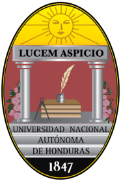 LUCEM ASPICIO
UNIVERSIDAD NACIONAL
AUTÓNOMA
DE HONDURAS
1847